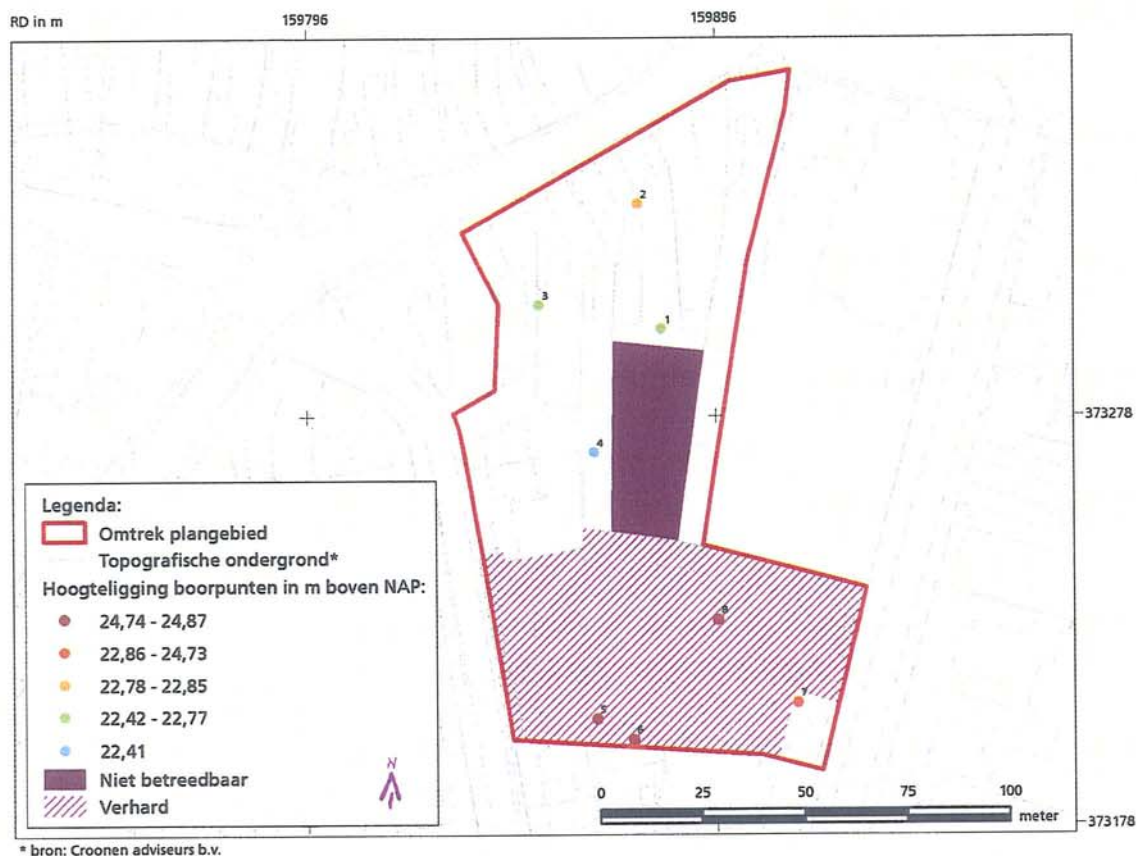 RD in m
159796
159896
2
3
1
373278
4
Legenda:
Omtrek plangebied
Topografische ondergrond*
Hoogteligging boorpunten in m boven NAP:
24,74 - 24,87
22,86 - 24,73
22,78 - 22,85
22,42 - 22,77
22,41
Niet betreedbaar
Verhard
N
8
7
5
6
0 25 50 75 100
meter
373178
* bron: Croonen adviseurs b.v.